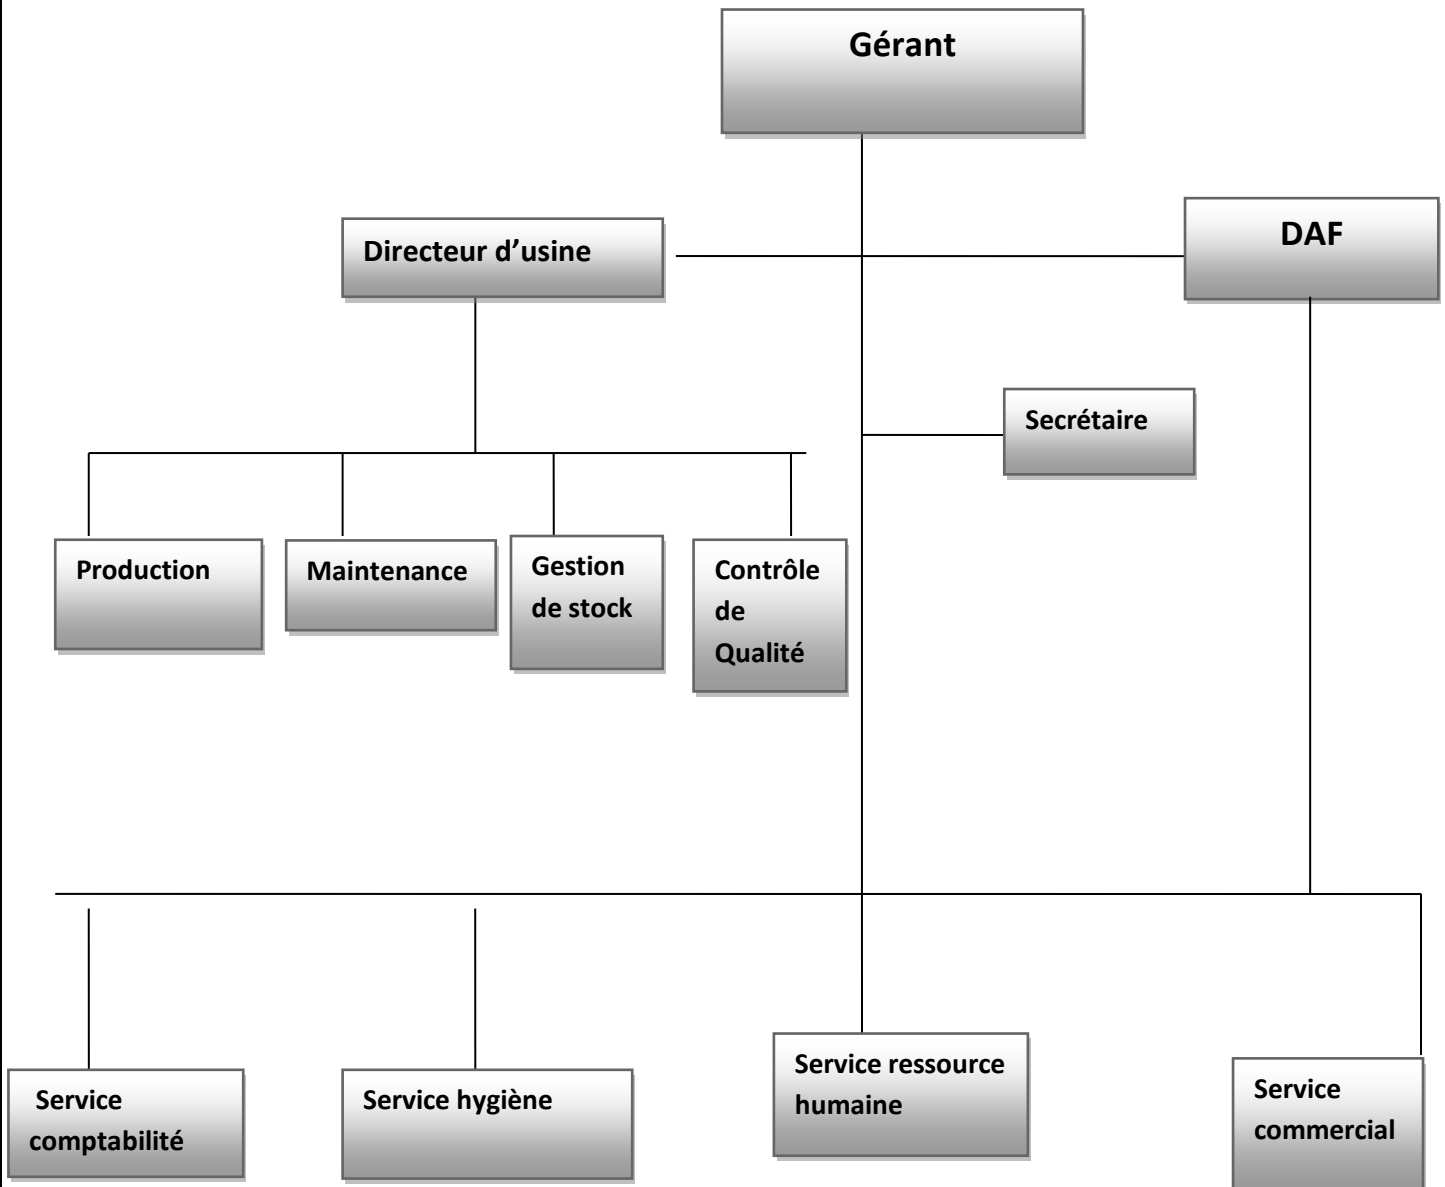 Gérant
Directeur d’usine
DAF
Secrétaire
Production
Maintenance
Gestion
de stock
Contrôle
de
Qualité
Service
comptabilité
Service hygiène
Service ressource
humaine
Service
commercial